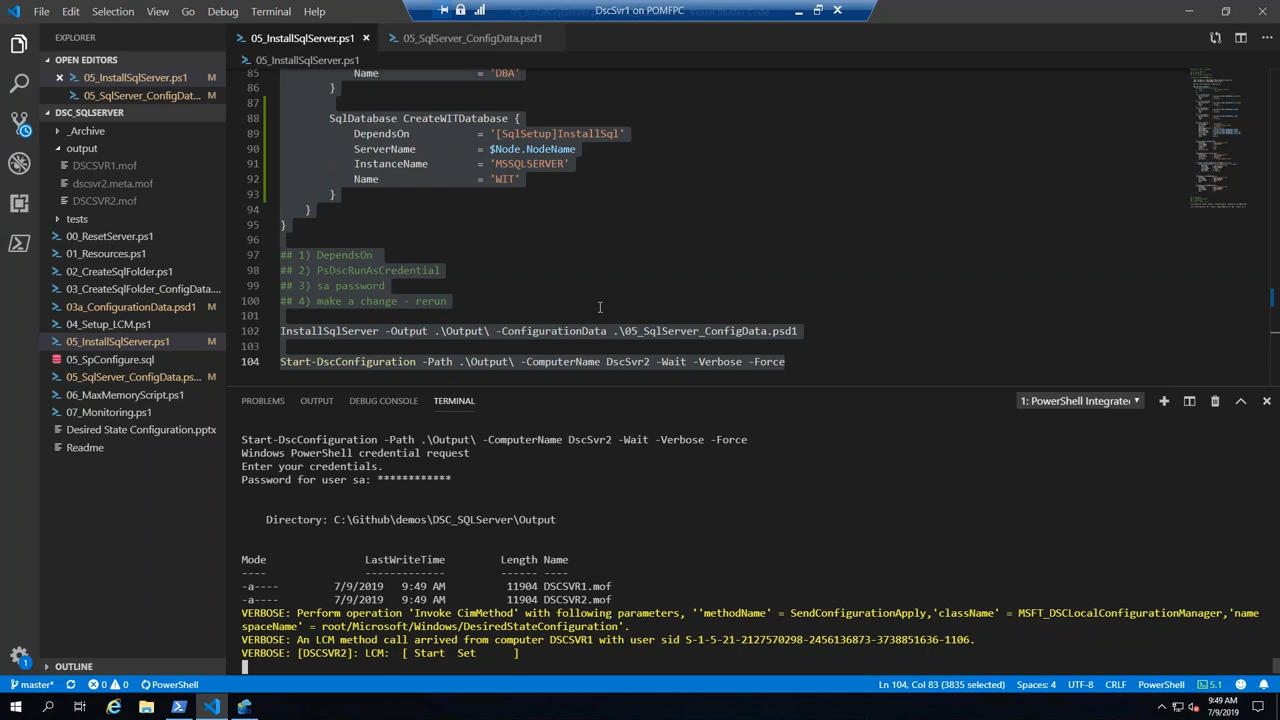 DscSvr1 on POMFPC
Visual Studio Code
File Edit Selection View Go Debug Terminal Help
EXPLORER
OPEN EDITORS
05_InstallSqlServer.ps1 M
05_SqlServer_ConfigDat... M
DSC_SQLSERVER
_Archive
output
DSCSVR1.mof
dscsvr2.meta.mof
DSCSVR2.mof
tests
00_ResetServer.ps1
01_Resources.ps1
02_CreateSqlFolder.ps1
03_CreateSqlFolder_ConfigData....
03a_ConfigurationData.psd1 M
04_Setup_LCM.ps1
05_InstallSqlServer.ps1 M
05_SpConfigure.sql
05_SqlServer_ConfigData.ps... M
06_MaxMemoryScript.ps1
07_Monitoring.ps1
Desired State Configuration.pptx
Readme
OUTLINE
05_InstallSqlServer.ps1 05_SqlServer_ConfigData.psd1
05_InstallSqlServer.ps1
85 Name = 'DBA'
86 }
87
88 SqlDatabase CreateWITDatabase {
89 DependsOn = '[SqlSetup]InstallSql'
90 ServerName = $Node.NodeName
91 InstanceName = 'MSSQLSERVER'
92 Name = 'WIT'
93 }
94 }
95 }
96
97 ## 1) DependsOn
98 ## 2) PsDscRunAsCredential
99 ## 3) sa password
100 ## 4) make a change - rerun
101
102 InstallSqlServer -Output .\Output\ -ConfigurationData .\05_SqlServer_ConfigData.psd1
103
104 Start-DscConfiguration -Path .\Output\ -ComputerName DscSvr2 -Wait -Verbose -Force
PROBLEMS OUTPUT DEBUG CONSOLE TERMINAL
1: PowerShell Integrated
Start-DscConfiguration -Path .\Output\ -ComputerName DscSvr2 -Wait -Verbose -Force
Windows PowerShell credential request
Enter your credentials.
Password for user sa: ************
Directory: C:\Github\demos\DSC_SQLServer\Output
Mode LastWriteTime Length Name
---- ------------- ------ ----
-a---- 7/9/2019 9:49 AM 11904 DSCSVR1.mof
-a---- 7/9/2019 9:49 AM 11904 DSCSVR2.mof
VERBOSE: Perform operation 'Invoke CimMethod' with following parameters, ''methodName' = SendConfigurationApply,'className' = MSFT_DSCLocalConfigurationManager,'name
spaceName' = root/Microsoft/Windows/DesiredStateConfiguration'.
VERBOSE: An LCM method call arrived from computer DSCSVR1 with user sid S-1-5-21-2127570298-2456136873-3738851636-1106.
VERBOSE: [DSCSVR2]: LCM: [ Start Set ]
master* 0 0 PowerShell
Ln 104, Col 83 (3835 selected) Spaces: 4 UTF-8 CRLF PowerShell 5.1 1
9:49 AM
7/9/2019